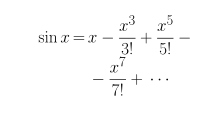 sin x = x − x³/3! + x⁵/5! −
− x⁷/7! + ⋯